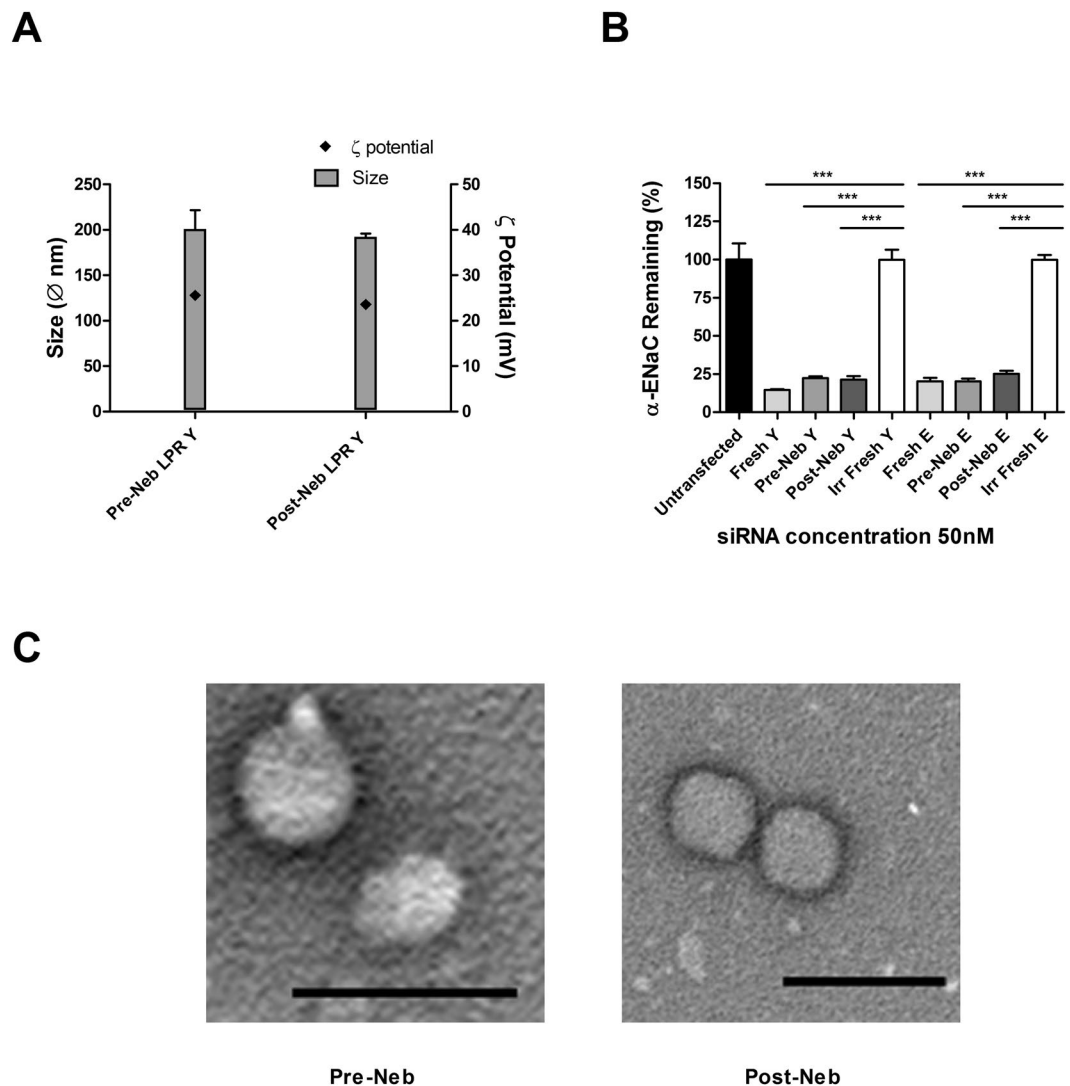 A
B
ζ potential
Size
250
200
150
100
50
0
Size (Ø nm)
50
40
30
20
10
0
ζ Potential (mV)
Pre-Neb LPR Y
Post-Neb LPR Y
***
***
***
***
***
***
150
125
100
75
50
25
0
α-ENaC Remaining (%)
Untransfected
Fresh Y
Pre-Neb Y
Post-Neb Y
Irr Fresh Y
Fresh E
Pre-Neb E
Post-Neb E
Irr Fresh E
siRNA concentration 50nM
C
Pre-Neb
Post-Neb